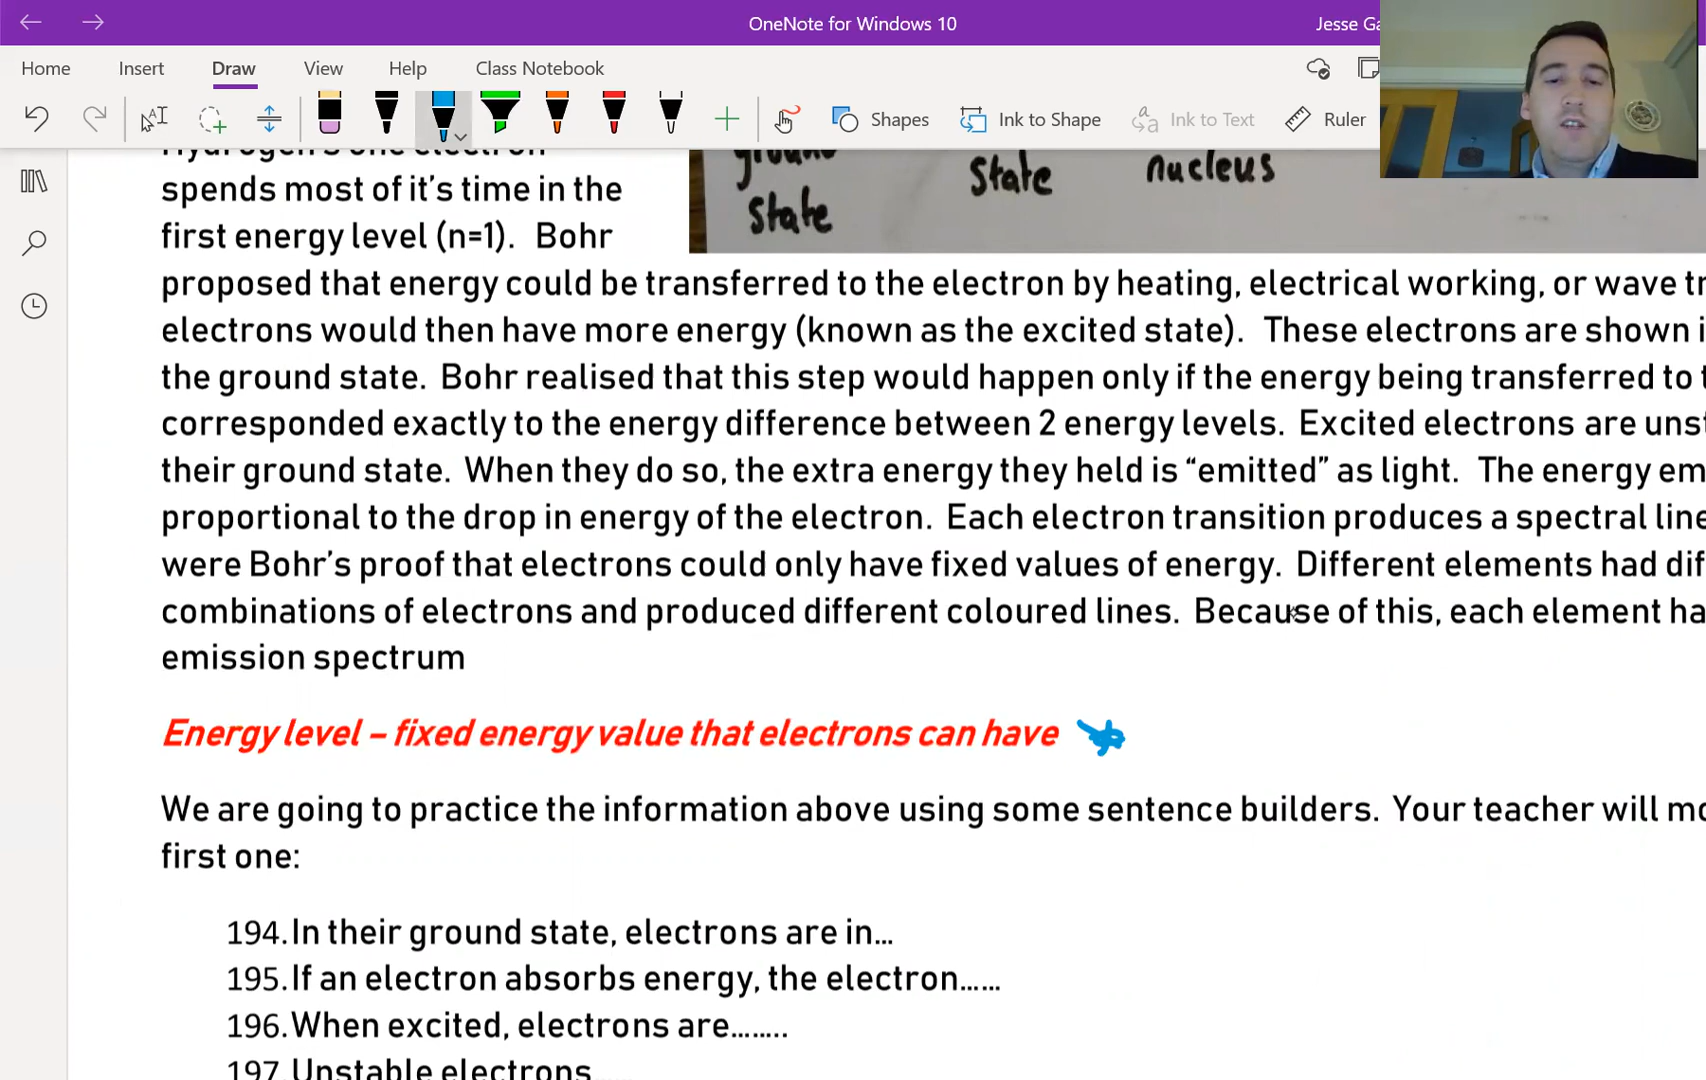 OneNote for Windows 10
Jesse
Home Insert Draw View Help Class Notebook
Shapes Ink to Shape Ink to Text Ruler
ground
state
State
nucleus
Hydrogen's one electron
spends most of it's time in the
first energy level (n=1). Bohr
proposed that energy could be transferred to the electron by heating, electrical working, or wave
electrons would then have more energy (known as the excited state). These electrons are shown
the ground state. Bohr realised that this step would happen only if the energy being transferred to
corresponded exactly to the energy difference between 2 energy levels. Excited electrons are
their ground state. When they do so, the extra energy they held is “emitted” as light. The energy
proportional to the drop in energy of the electron. Each electron transition produces a spectral line
were Bohr's proof that electrons could only have fixed values of energy. Different elements had
combinations of electrons and produced different coloured lines. Because of this, each element
emission spectrum
Energy level – fixed energy value that electrons can have
We are going to practice the information above using some sentence builders. Your teacher will
first one:
194. In their ground state, electrons are in...
195. If an electron absorbs energy, the electron......
196. When excited, electrons are........
197. Unstable electrons......